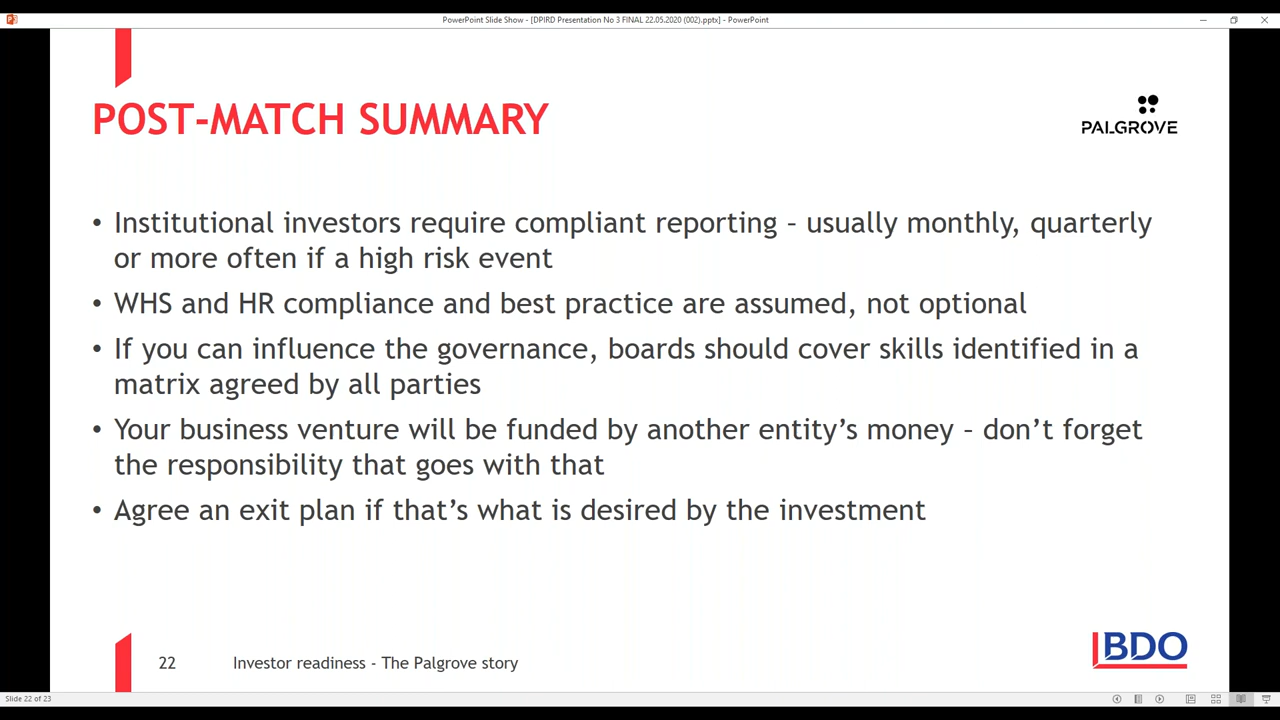 PowerPoint Slide Show - [DPIRD Presentation No 3 FINAL 22.05.2020 (002).pptx] - PowerPoint
POST-MATCH SUMMARY
PALGROVE
• Institutional investors require compliant reporting – usually monthly, quarterly
or more often if a high risk event
• WHS and HR compliance and best practice are assumed, not optional
• If you can influence the governance, boards should cover skills identified in a
matrix agreed by all parties
• Your business venture will be funded by another entity’s money – don’t forget
the responsibility that goes with that
• Agree an exit plan if that’s what is desired by the investment
22 Investor readiness - The Palgrove story
BDO
Slide 22 of 23